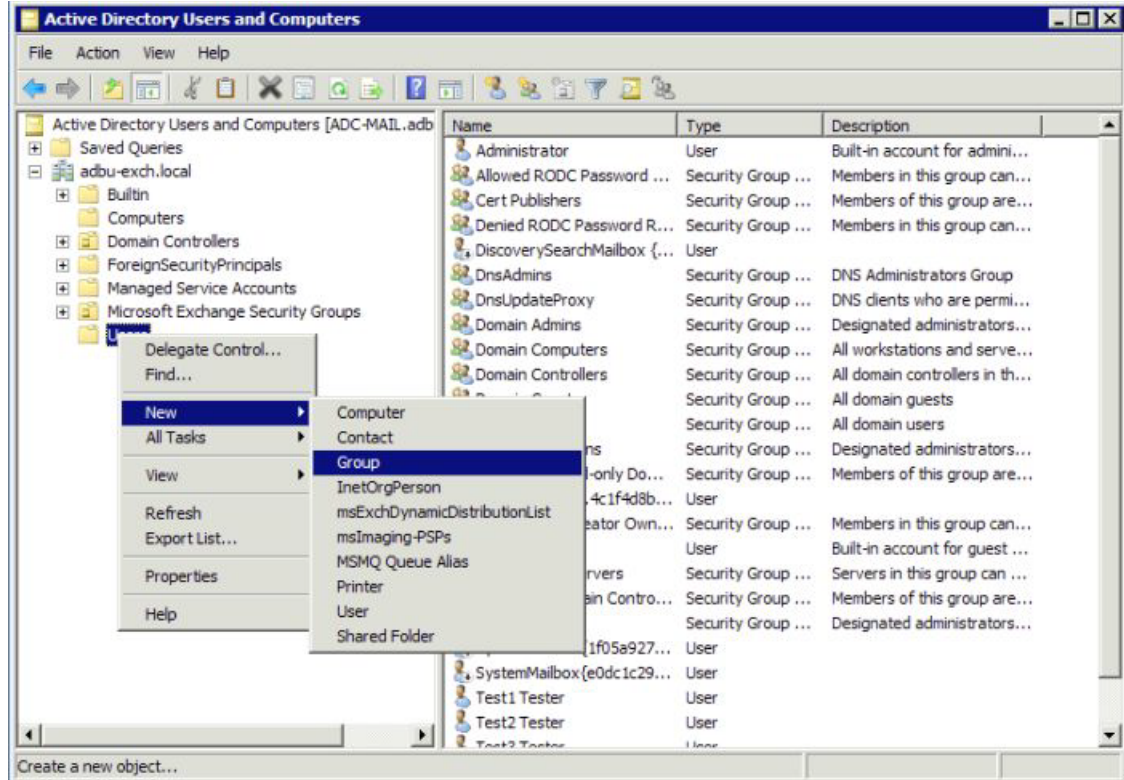 Active Directory Users and Computers
File Action View Help
Active Directory Users and Computers [ADC-MAIL.adb
Saved Queries
adbu-exch.local
Builtin
Computers
Domain Controllers
ForeignSecurityPrincipals
Managed Service Accounts
Microsoft Exchange Security Groups
Users
Delegate Control...
Find...
New
All Tasks
View
Refresh
Export List...
Properties
Help
Computer
Contact
Group
InetOrgPerson
msExchDynamicDistributionList
msImaging-PSPs
MSMQ Queue Alias
Printer
User
Shared Folder
Name Type Description
Administrator User Built-in account for admini...
Allowed RODC Password ... Security Group ... Members in this group can...
Cert Publishers Security Group ... Members of this group are...
Denied RODC Password R... Security Group ... Members in this group can...
DiscoverySearchMailbox {... User
DnsAdmins Security Group ... DNS Administrators Group
DnsUpdateProxy Security Group ... DNS clients who are permi...
Domain Admins Security Group ... Designated administrators...
Domain Computers Security Group ... All workstations and serve...
Domain Controllers Security Group ... All domain controllers in th...
Security Group ... All domain guests
Security Group ... All domain users
ns Security Group ... Designated administrators...
l-only Do... Security Group ... Members of this group are...
.4c1f4d8b... User
eator Own... Security Group ... Members in this group can...
User Built-in account for guest ...
rvers Security Group ... Servers in this group can ...
ain Contro... Security Group ... Members of this group are...
Security Group ... Designated administrators...
{1f05a927... User
SystemMailbox{e0dc1c29... User
Test1 Tester User
Test2 Tester User
Test3 Tester User
Create a new object...